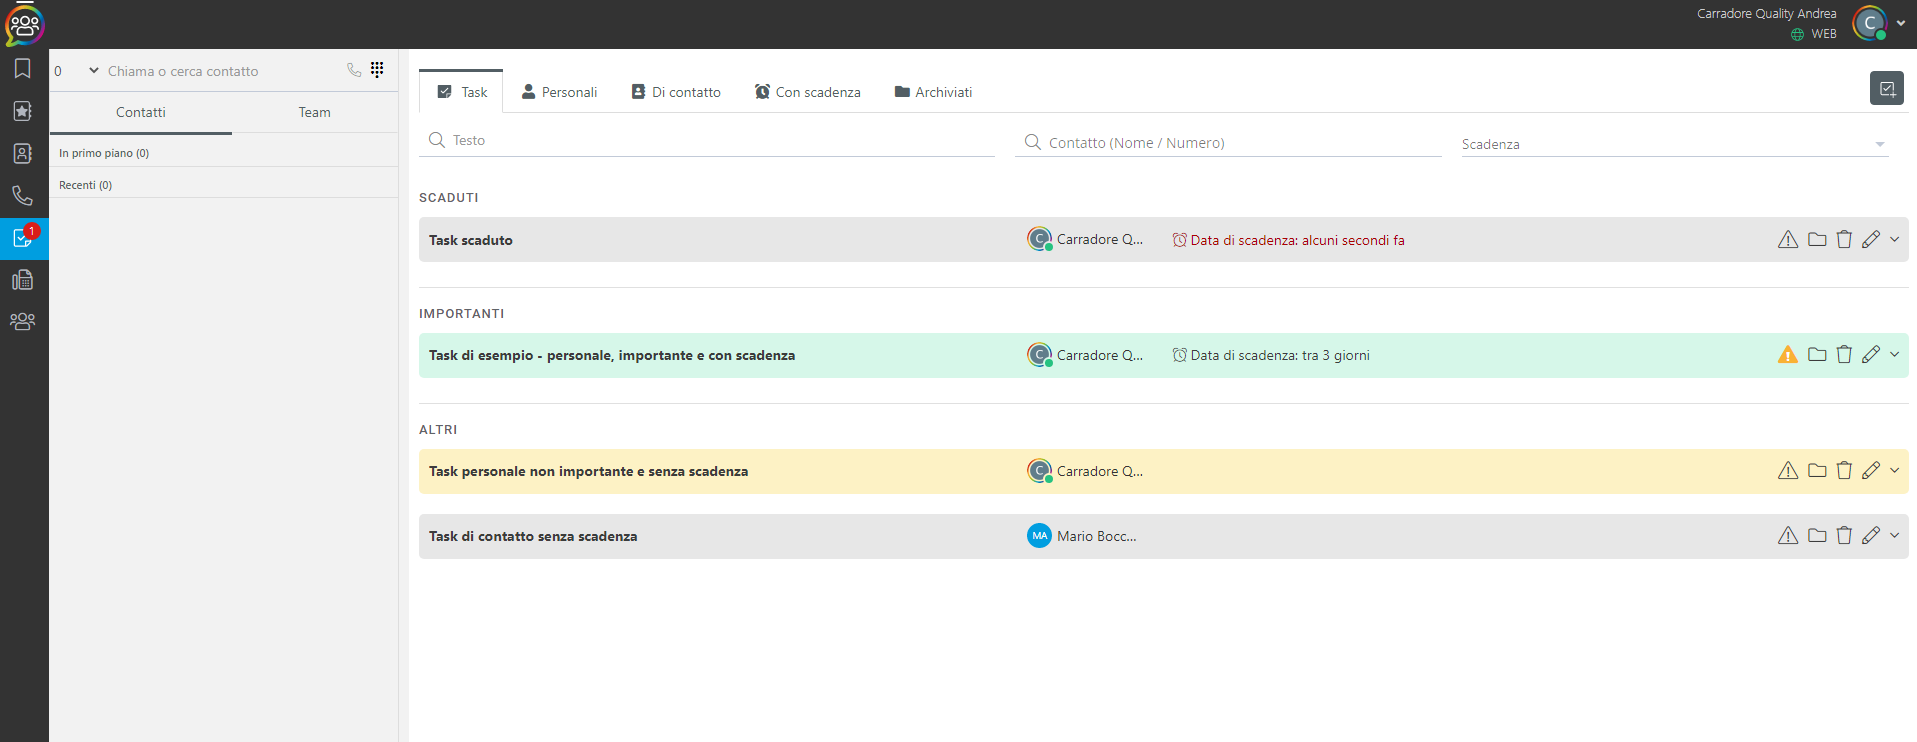 Carradore Quality Andrea
C
WEB
0 Chiama o cerca contatto
Contatti Team
In primo piano (0)
Recenti (0)
1
Task Personali Di contatto Con scadenza Archiviati
Testo Contatto (Nome / Numero) Scadenza
SCADUTI
Task scaduto C Carradore Q... Data di scadenza: alcuni secondi fa
IMPORTANTI
Task di esempio - personale, importante e con scadenza C Carradore Q... Data di scadenza: tra 3 giorni
ALTRI
Task personale non importante e senza scadenza C Carradore Q...
Task di contatto senza scadenza MA Mario Bocc...